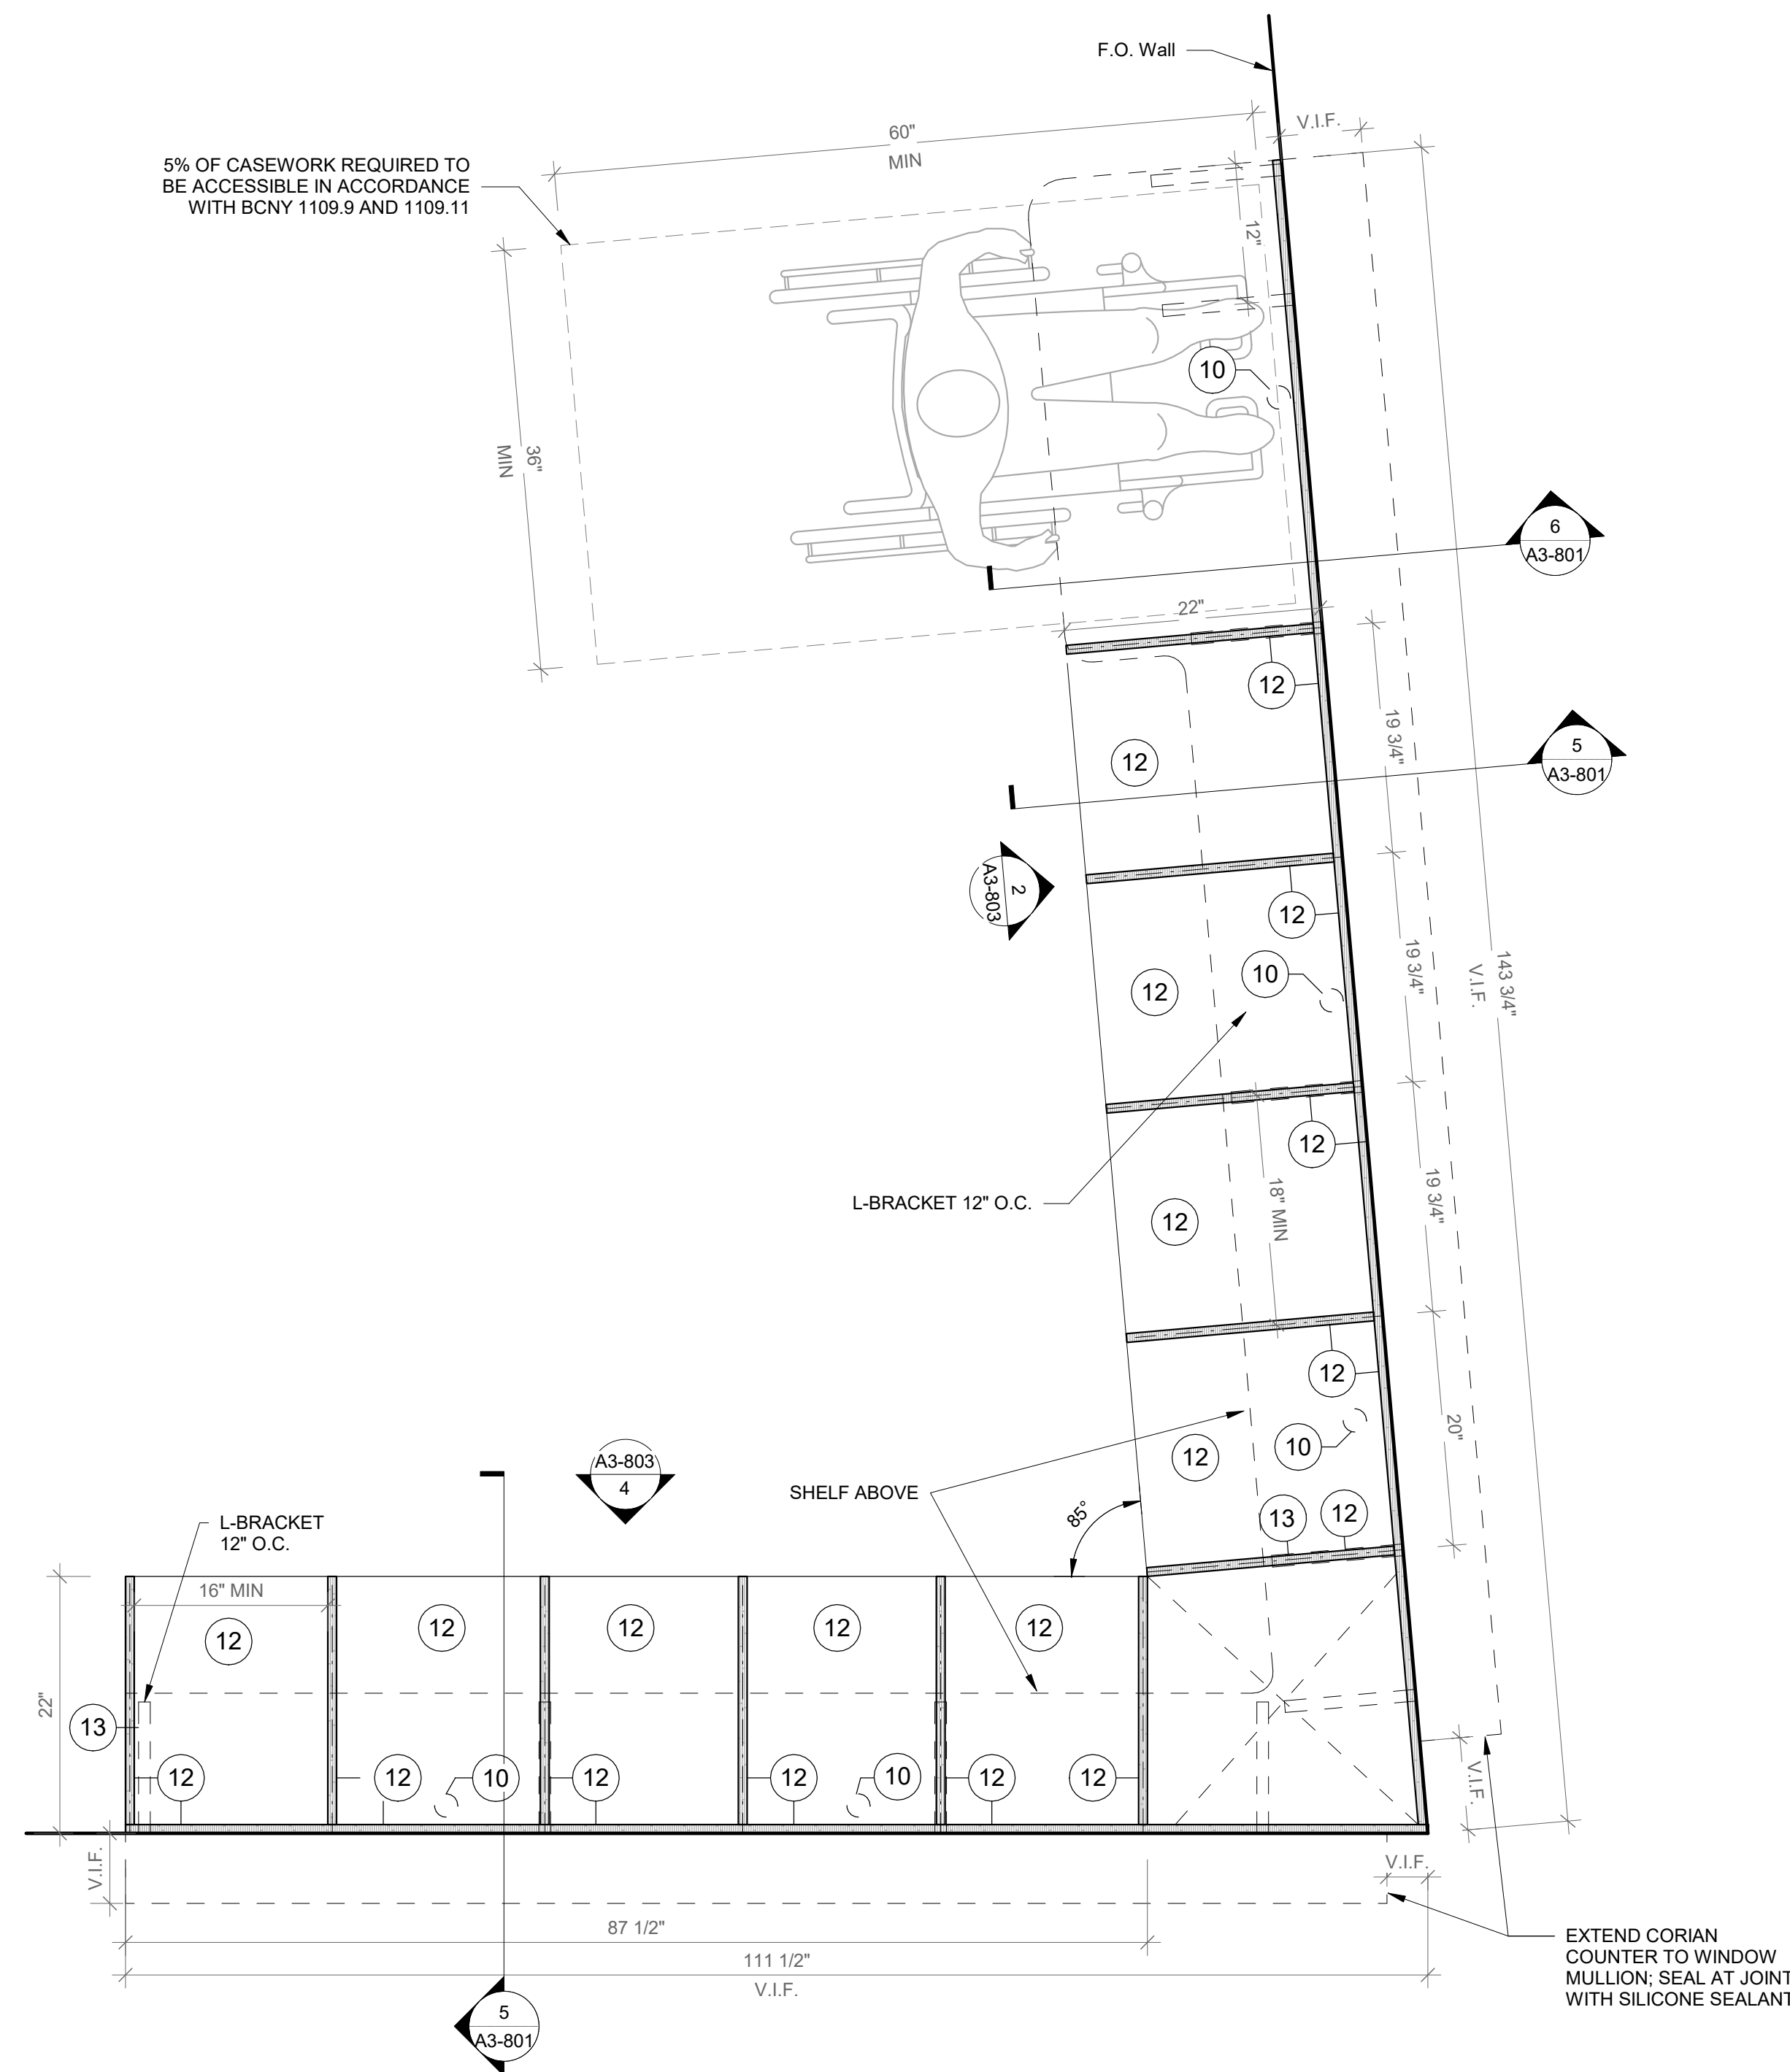 F.O. Wall
60"
MIN
V.I.F.
5% OF CASEWORK REQUIRED TO
BE ACCESSIBLE IN ACCORDANCE
WITH BCNY 1109.9 AND 1109.11
12"
36"
MIN
10
6
A3-801
22"
12
19 3/4"
5
A3-801
12
2
A3-803
12
19 3/4"
143 3/4"
V.I.F.
12
10
12
19 3/4"
L-BRACKET 12" O.C.
18" MIN
12
12
20"
10
12
SHELF ABOVE
85°
13
12
A3-803
4
L-BRACKET
12" O.C.
16" MIN
12
12
12
12
12
22"
13
12
12
10
12
12
10
12
12
V.I.F.
V.I.F.
V.I.F.
87 1/2"
111 1/2"
V.I.F.
EXTEND CORIAN
COUNTER TO WINDOW
MULLION; SEAL AT JOINT
WITH SILICONE SEALANT
5
A3-801